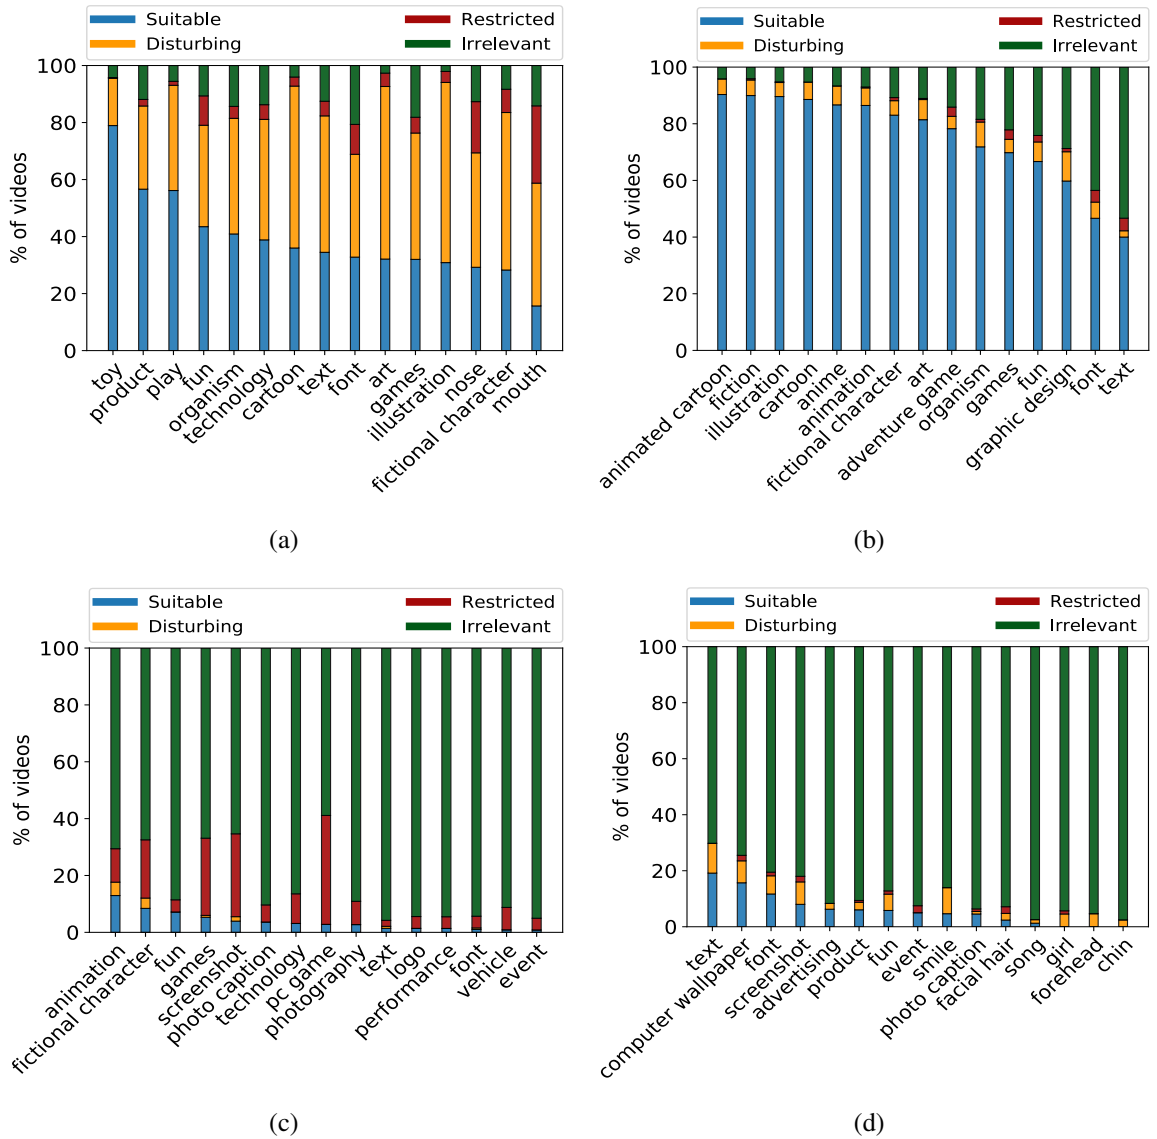 Suitable Restricted
Disturbing Irrelevant
100
80
60
40
20
0
% of videos
toy product play fun organism technology cartoon text font art games illustration nose fictional character mouth
(a)
Suitable Restricted
Disturbing Irrelevant
100
80
60
40
20
0
% of videos
animated cartoon fiction illustration cartoon anime animation fictional character art adventure game organism games fun graphic design font text
(b)
Suitable Restricted
Disturbing Irrelevant
100
80
60
40
20
0
% of videos
animation fictional character fun games screenshot photo caption technology pc game photography text logo performance font vehicle event
(c)
Suitable Restricted
Disturbing Irrelevant
100
80
60
40
20
0
% of videos
text computer wallpaper font screenshot advertising product fun event smile photo caption facial hair song girl forehead chin
(d)